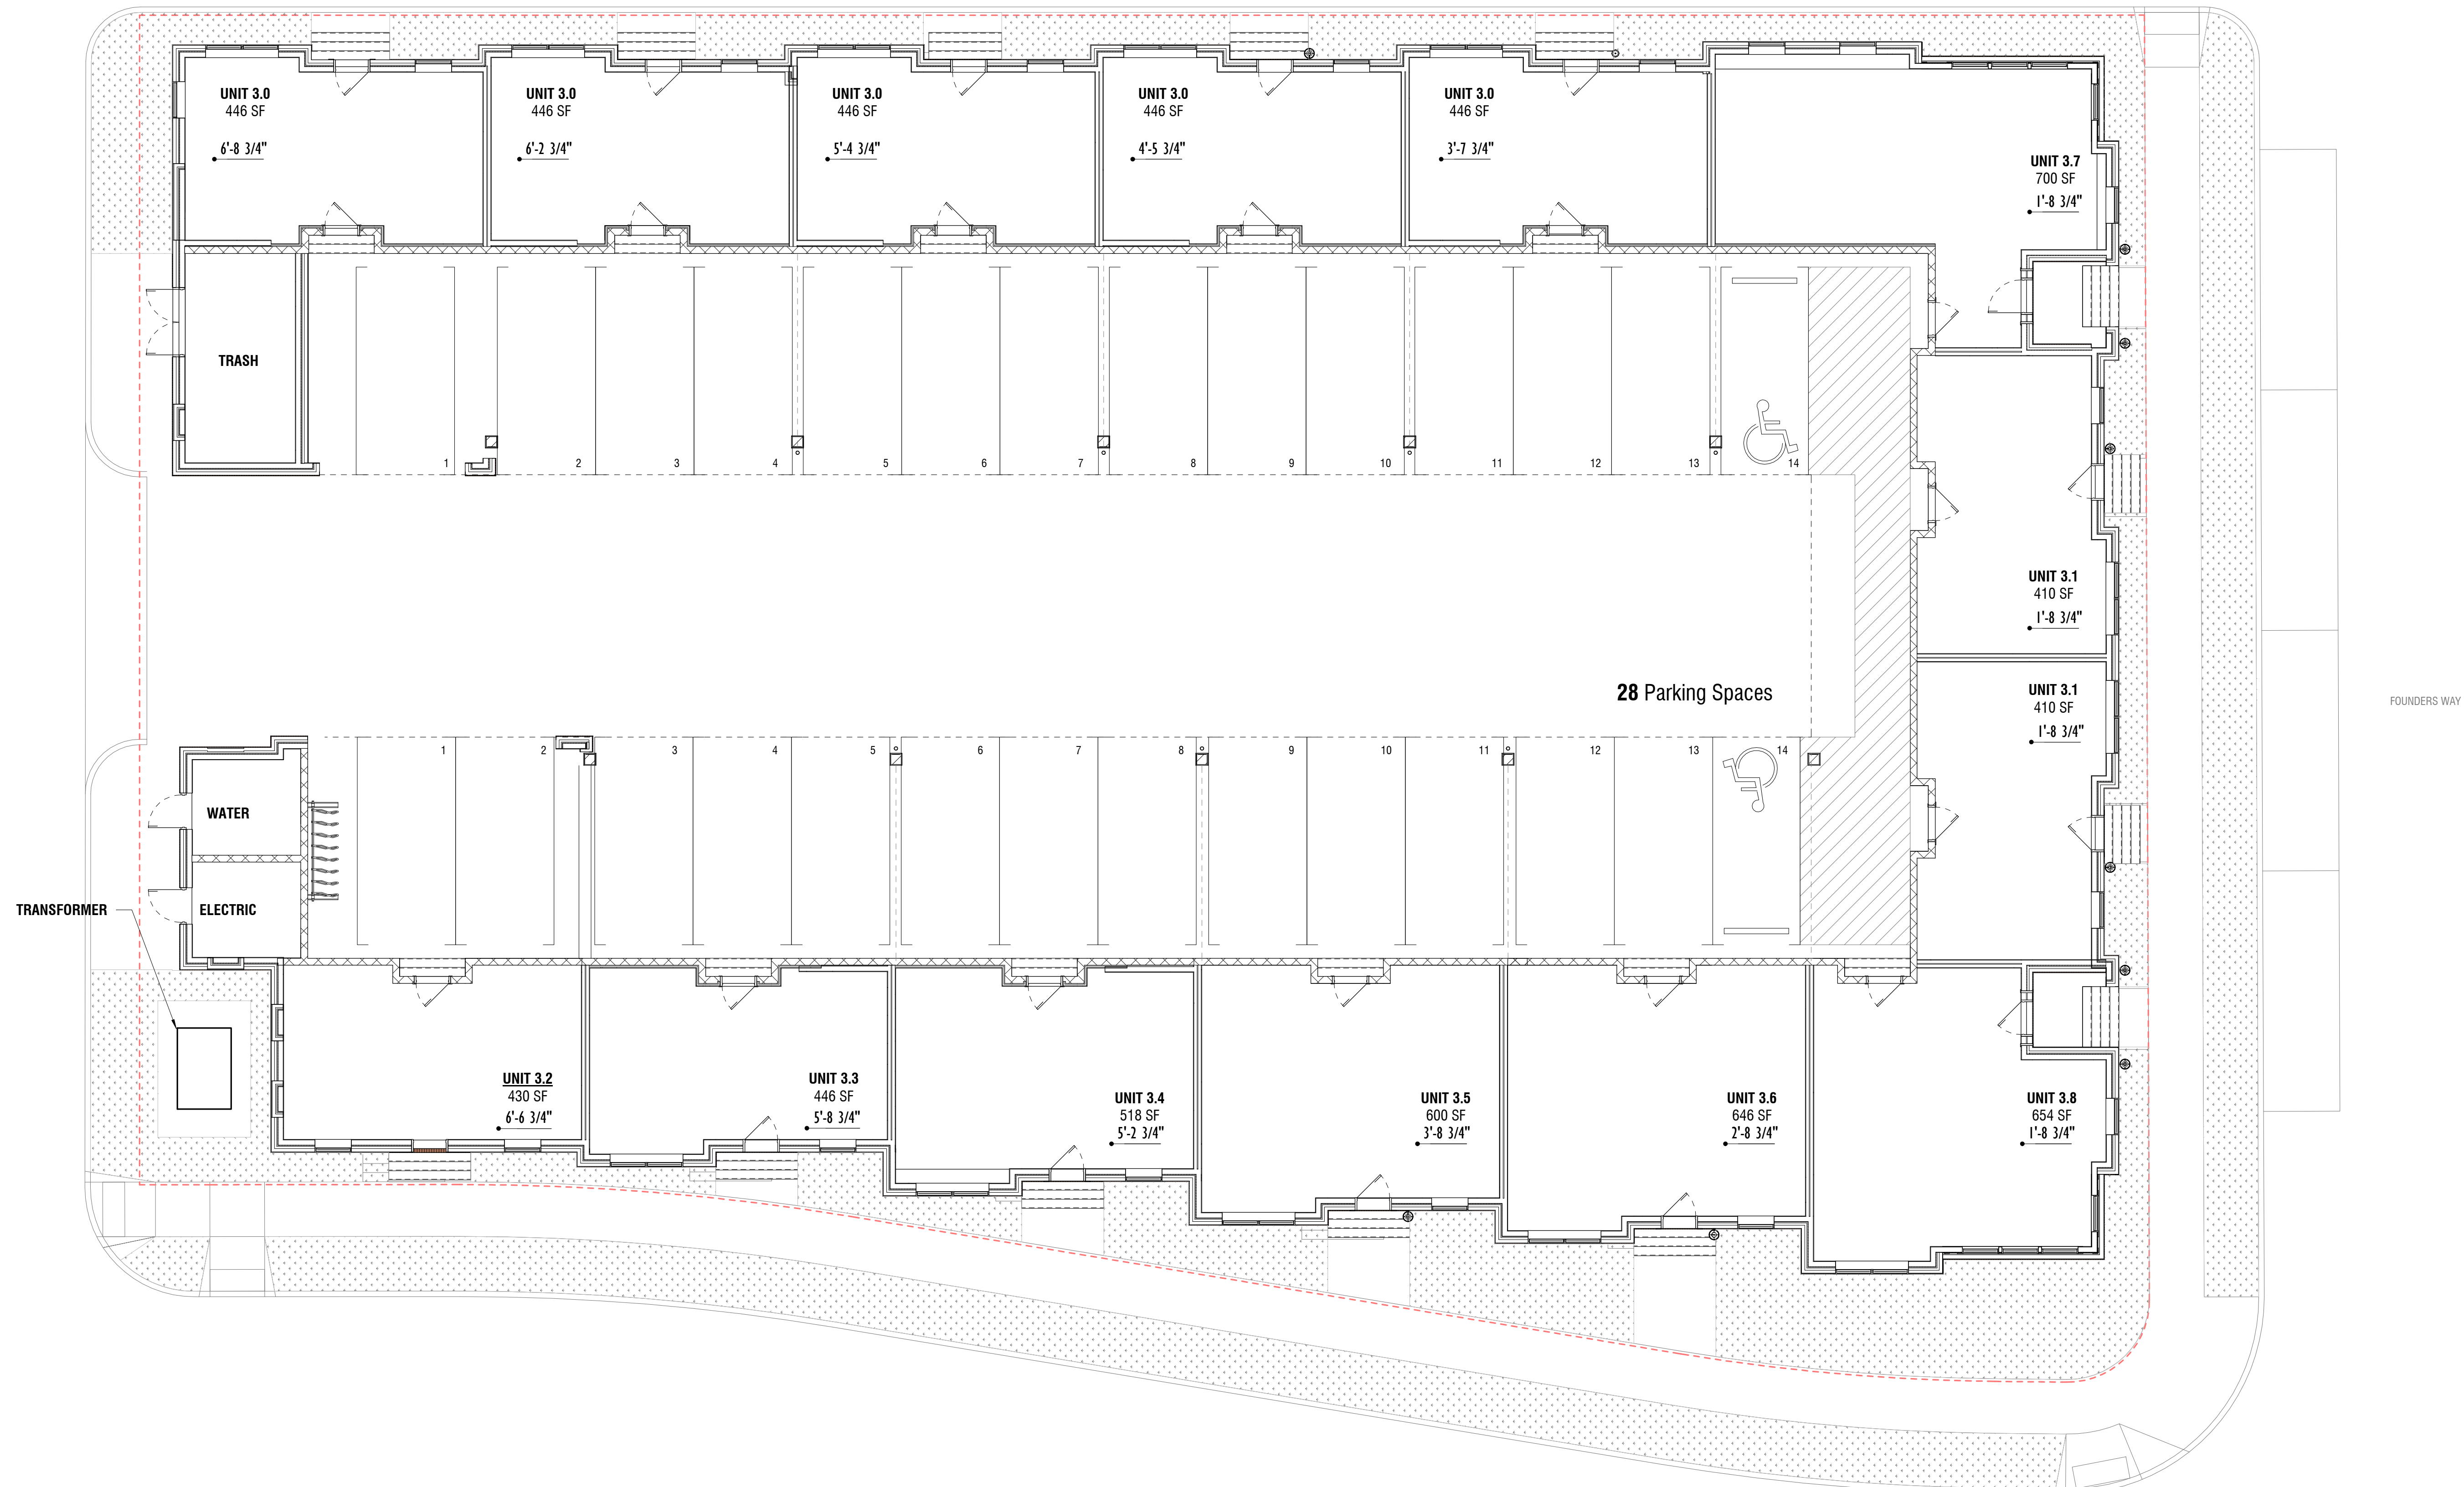 UNIT 3.0
446 SF
6'-8 3/4"
UNIT 3.0
446 SF
6'-2 3/4"
UNIT 3.0
446 SF
5'-4 3/4"
UNIT 3.0
446 SF
4'-5 3/4"
UNIT 3.0
446 SF
3'-7 3/4"
UNIT 3.7
700 SF
1'-8 3/4"
TRASH
1 2 3 4 5 6 7 8 9 10 11 12 13 14
UNIT 3.1
410 SF
1'-8 3/4"
28 Parking Spaces
UNIT 3.1
410 SF
1'-8 3/4"
FOUNDERS WAY
1 2 3 4 5 6 7 8 9 10 11 12 13 14
WATER
ELECTRIC
TRANSFORMER
UNIT 3.2
430 SF
6'-6 3/4"
UNIT 3.3
446 SF
5'-8 3/4"
UNIT 3.4
518 SF
5'-2 3/4"
UNIT 3.5
600 SF
3'-8 3/4"
UNIT 3.6
646 SF
2'-8 3/4"
UNIT 3.8
654 SF
1'-8 3/4"